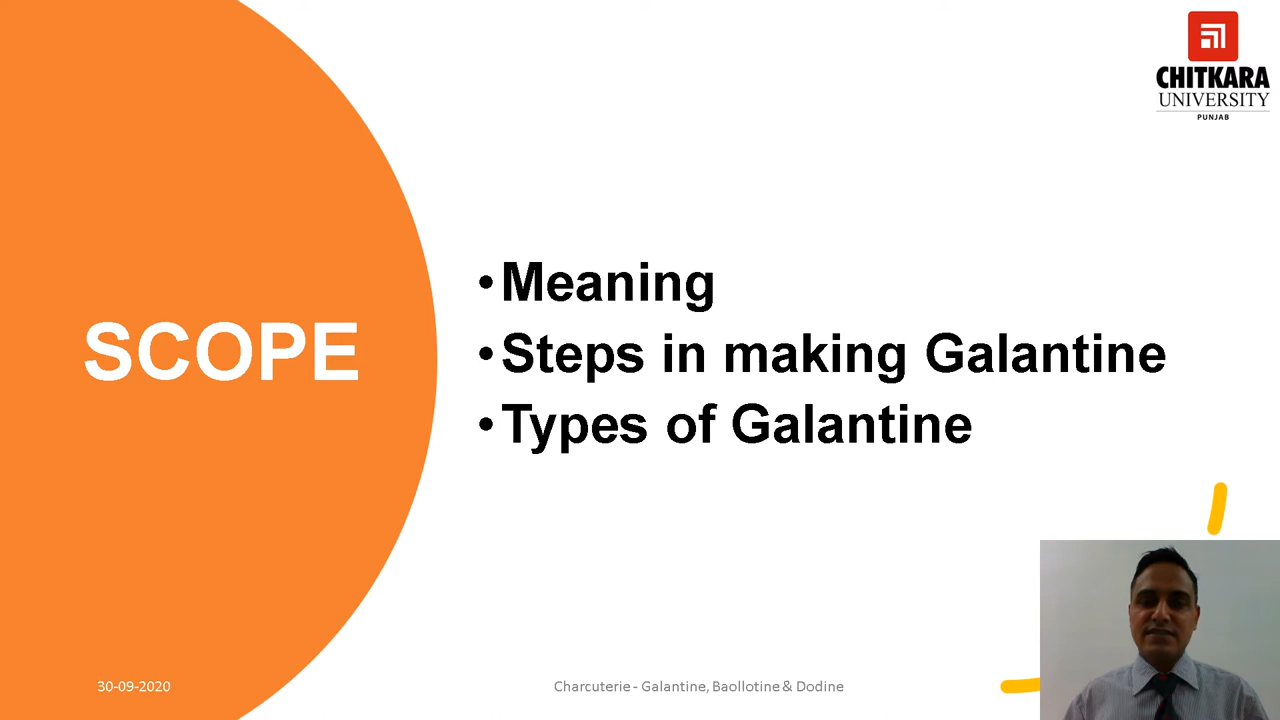 CHITKARA
UNIVERSITY
PUNJAB
SCOPE
•Meaning
•Steps in making Galantine
•Types of Galantine
30-09-2020
Charcuterie - Galantine, Baollotine & Dodine